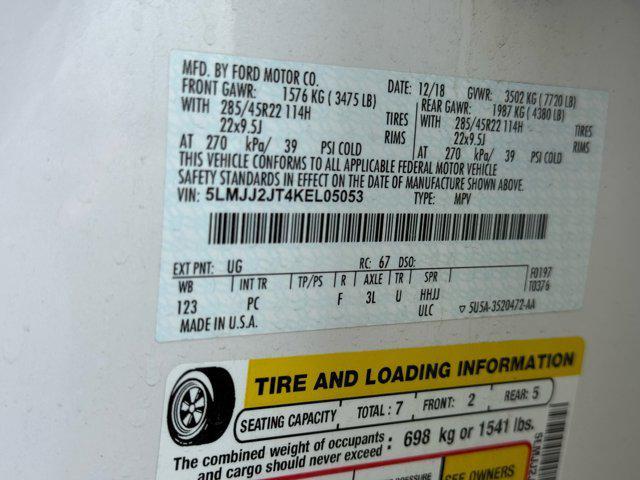 MFD. BY FORD MOTOR CO. DATE: 12/18 GVWR: 3502 KG ( 7720 LB)
FRONT GAWR: 1576 KG ( 3475 LB) REAR GAWR: 1987 KG ( 4380 LB)
WITH 285/45R22 114H TIRES WITH 285/45R22 114H TIRES
22x9.5J RIMS 22x9.5J RIMS
AT 270 kPa/ 39 PSI COLD AT 270 kPa/ 39 PSI COLD
THIS VEHICLE CONFORMS TO ALL APPLICABLE FEDERAL MOTOR VEHICLE
SAFETY STANDARDS IN EFFECT ON THE DATE OF MANUFACTURE SHOWN ABOVE.
VIN: 5LMJJ2JT4KEL05053 TYPE: MPV
EXT PNT: UG RC: 67 DSO: F0197
WB INT TR TP/PS R AXLE TR SPR T0376
123 PC F 3L U HHJJ
MADE IN U.S.A. ULC ▽ 5U5A-3520472-AA
TIRE AND LOADING INFORMATION
SEATING CAPACITY TOTAL : 7 FRONT: 2 REAR: 5
The combined weight of occupants
and cargo should never exceed : 698 kg or 1541 lbs.
SEE OWNERS